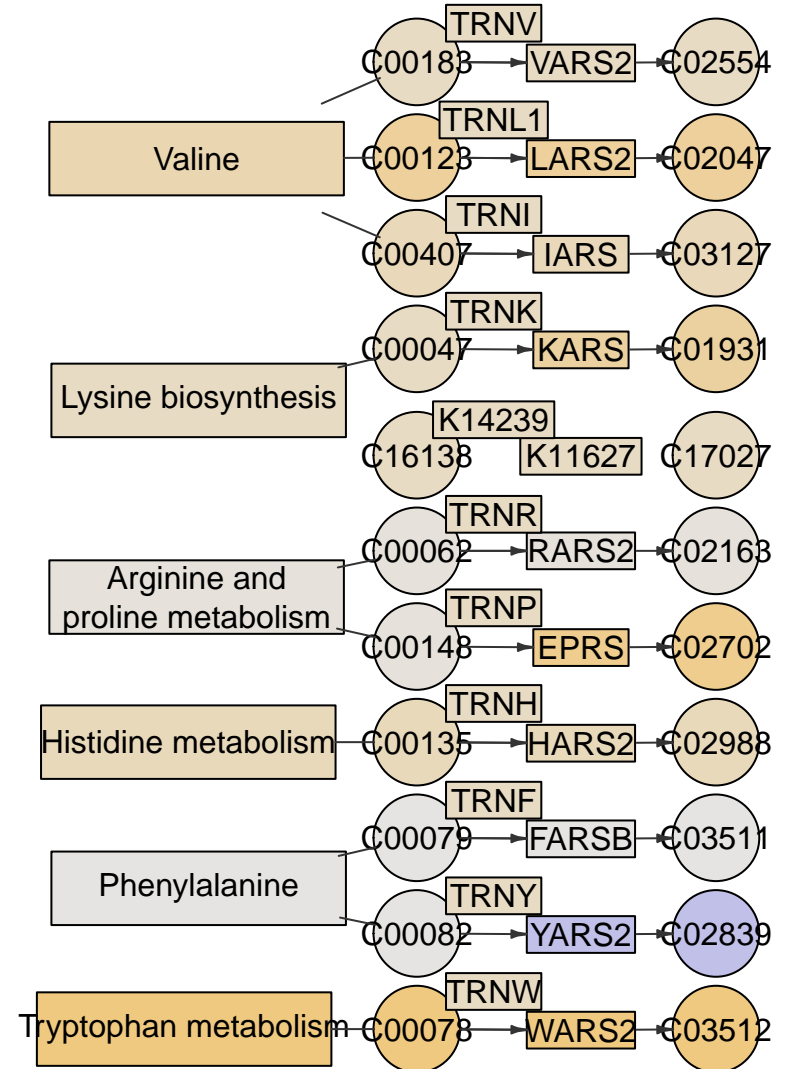 TRNV
C00183 VARS2 C02554
TRNL1
Valine C00123 LARS2 C02047
TRNI
C00407 IARS C03127
TRNK
C00047 KARS C01931
Lysine biosynthesis
K14239
C16138 K11627 C17027
TRNR
C00062 RARS2 C02163
Arginine and
proline metabolism
TRNP
C00148 EPRS C02702
TRNH
Histidine metabolism C00135 HARS2 C02988
TRNF
C00079 FARSB C03511
Phenylalanine
TRNY
C00082 YARS2 C02839
TRNW
Tryptophan metabolism C00078 WARS2 C03512